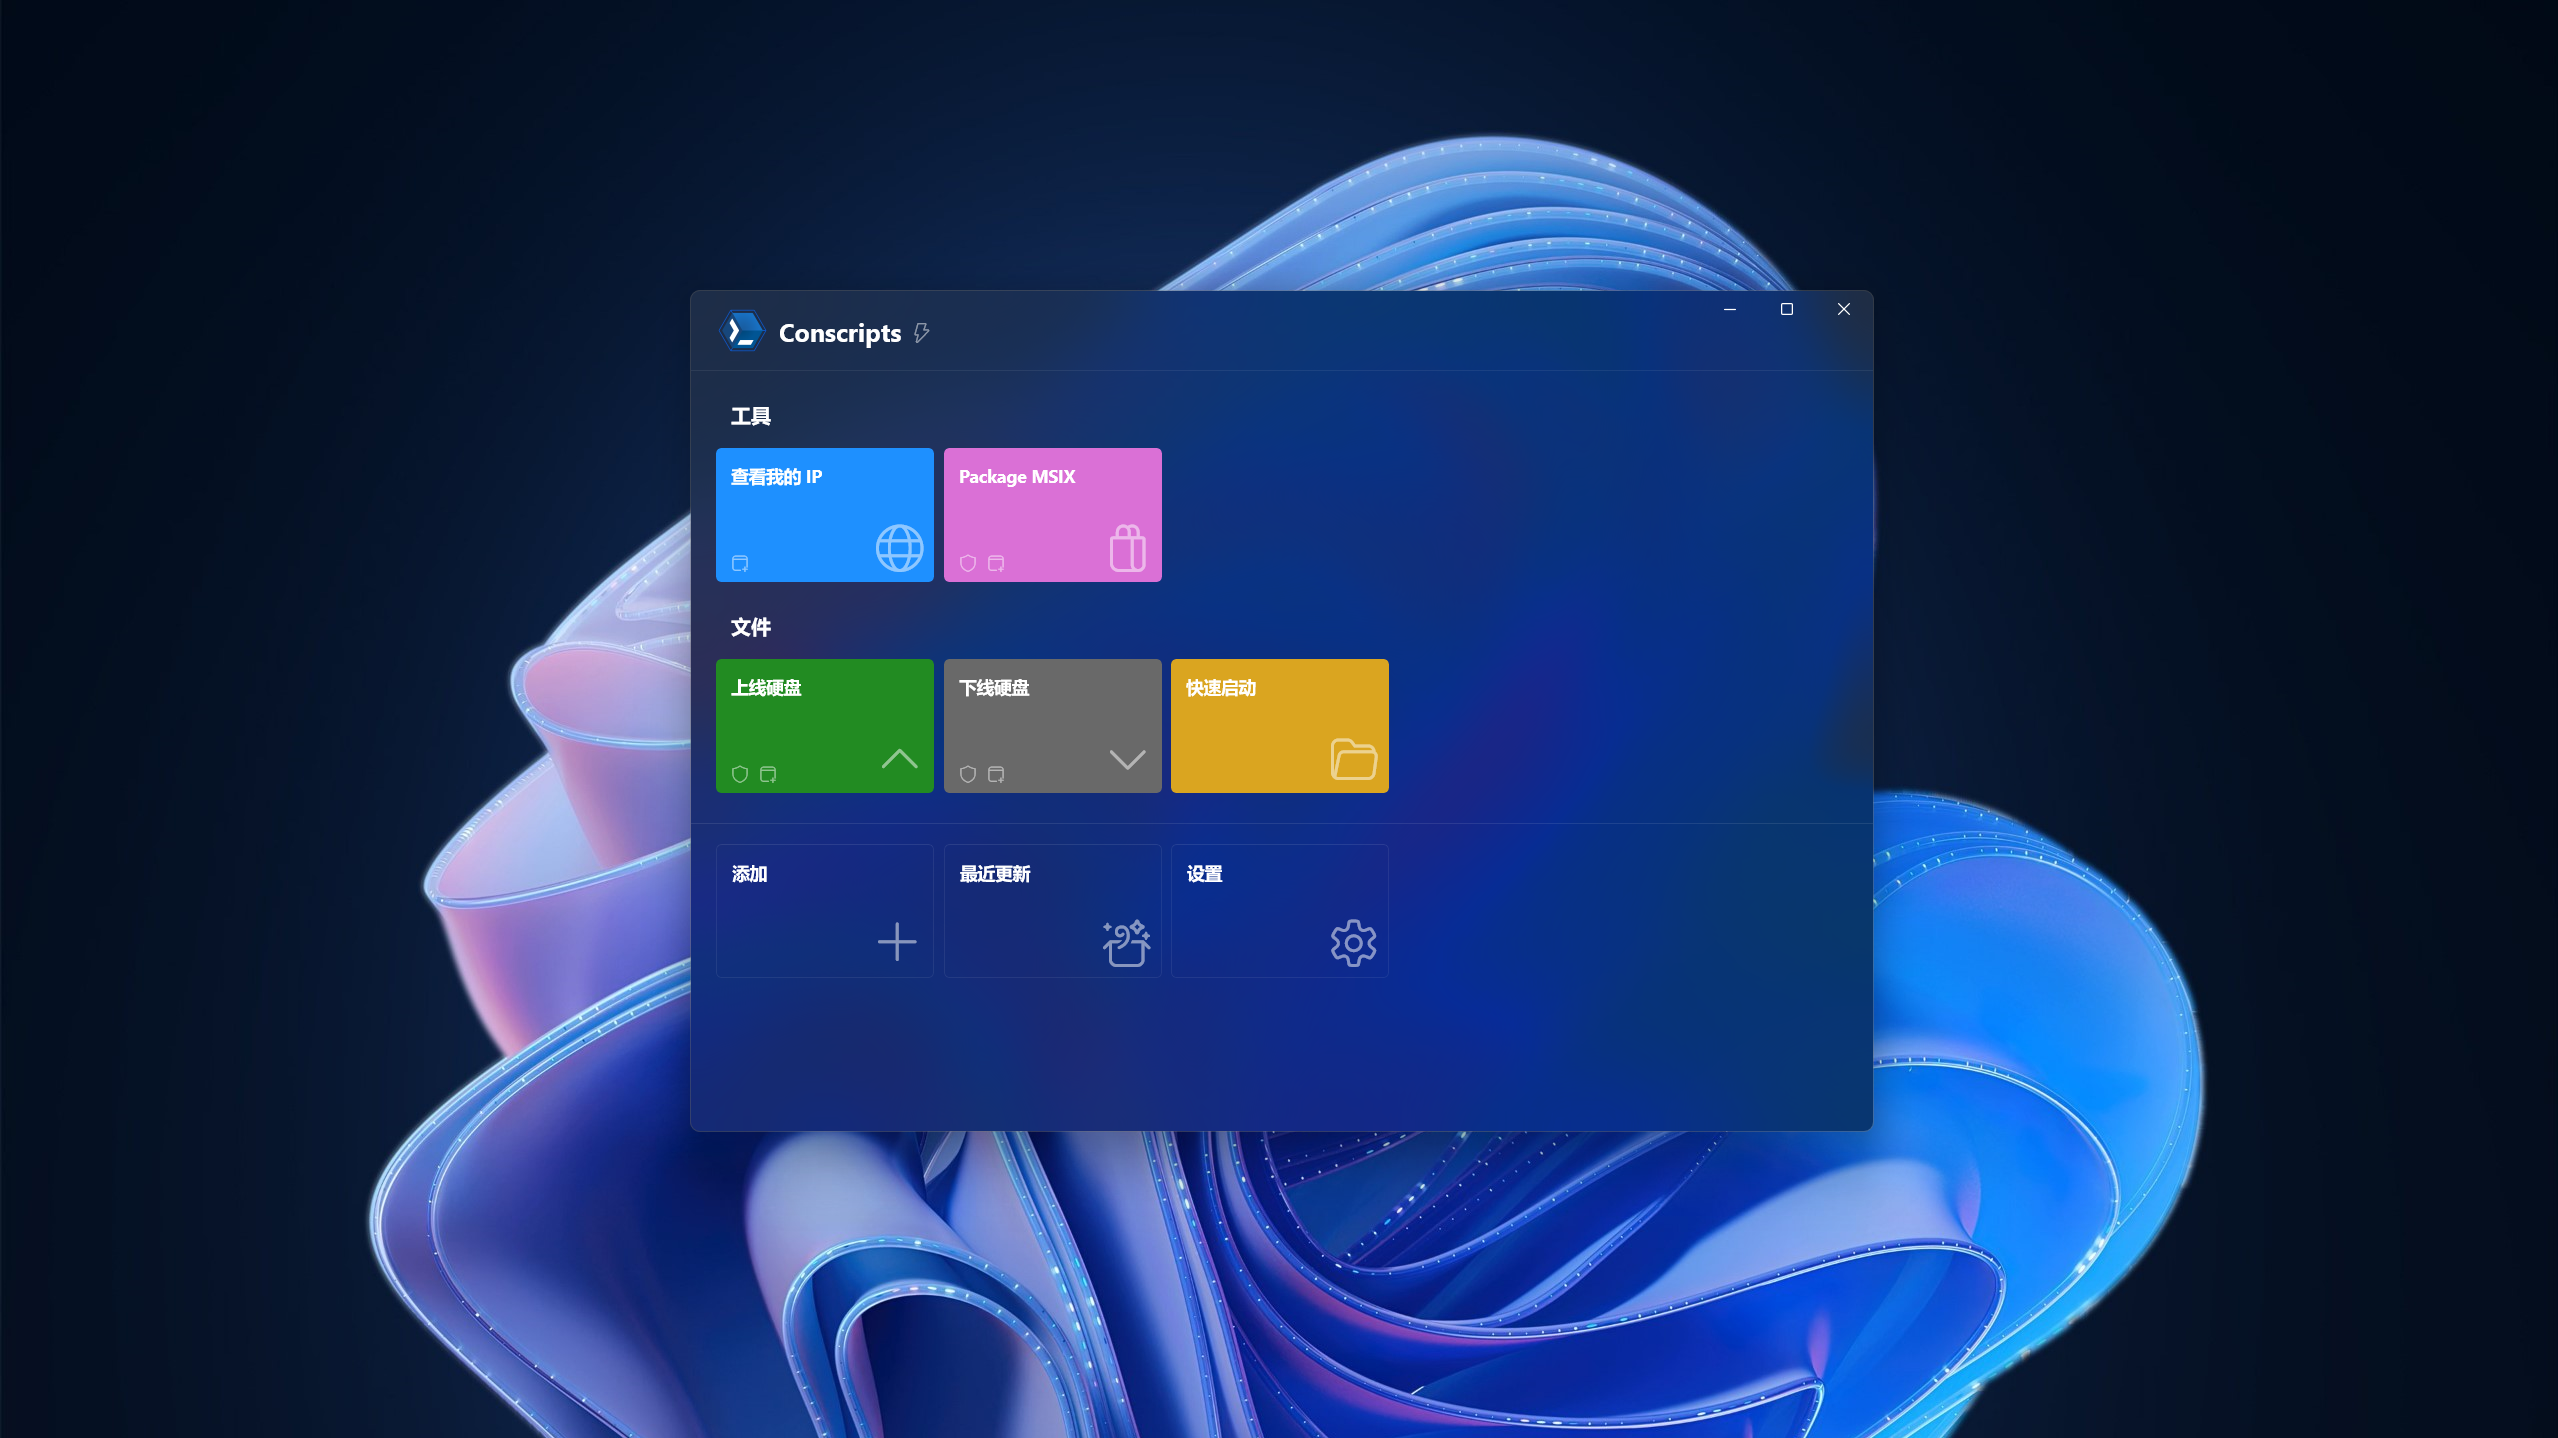 Conscripts
工具
查看我的 IP
Package MSIX
文件
上线硬盘
下线硬盘
快速启动
添加
最近更新
设置